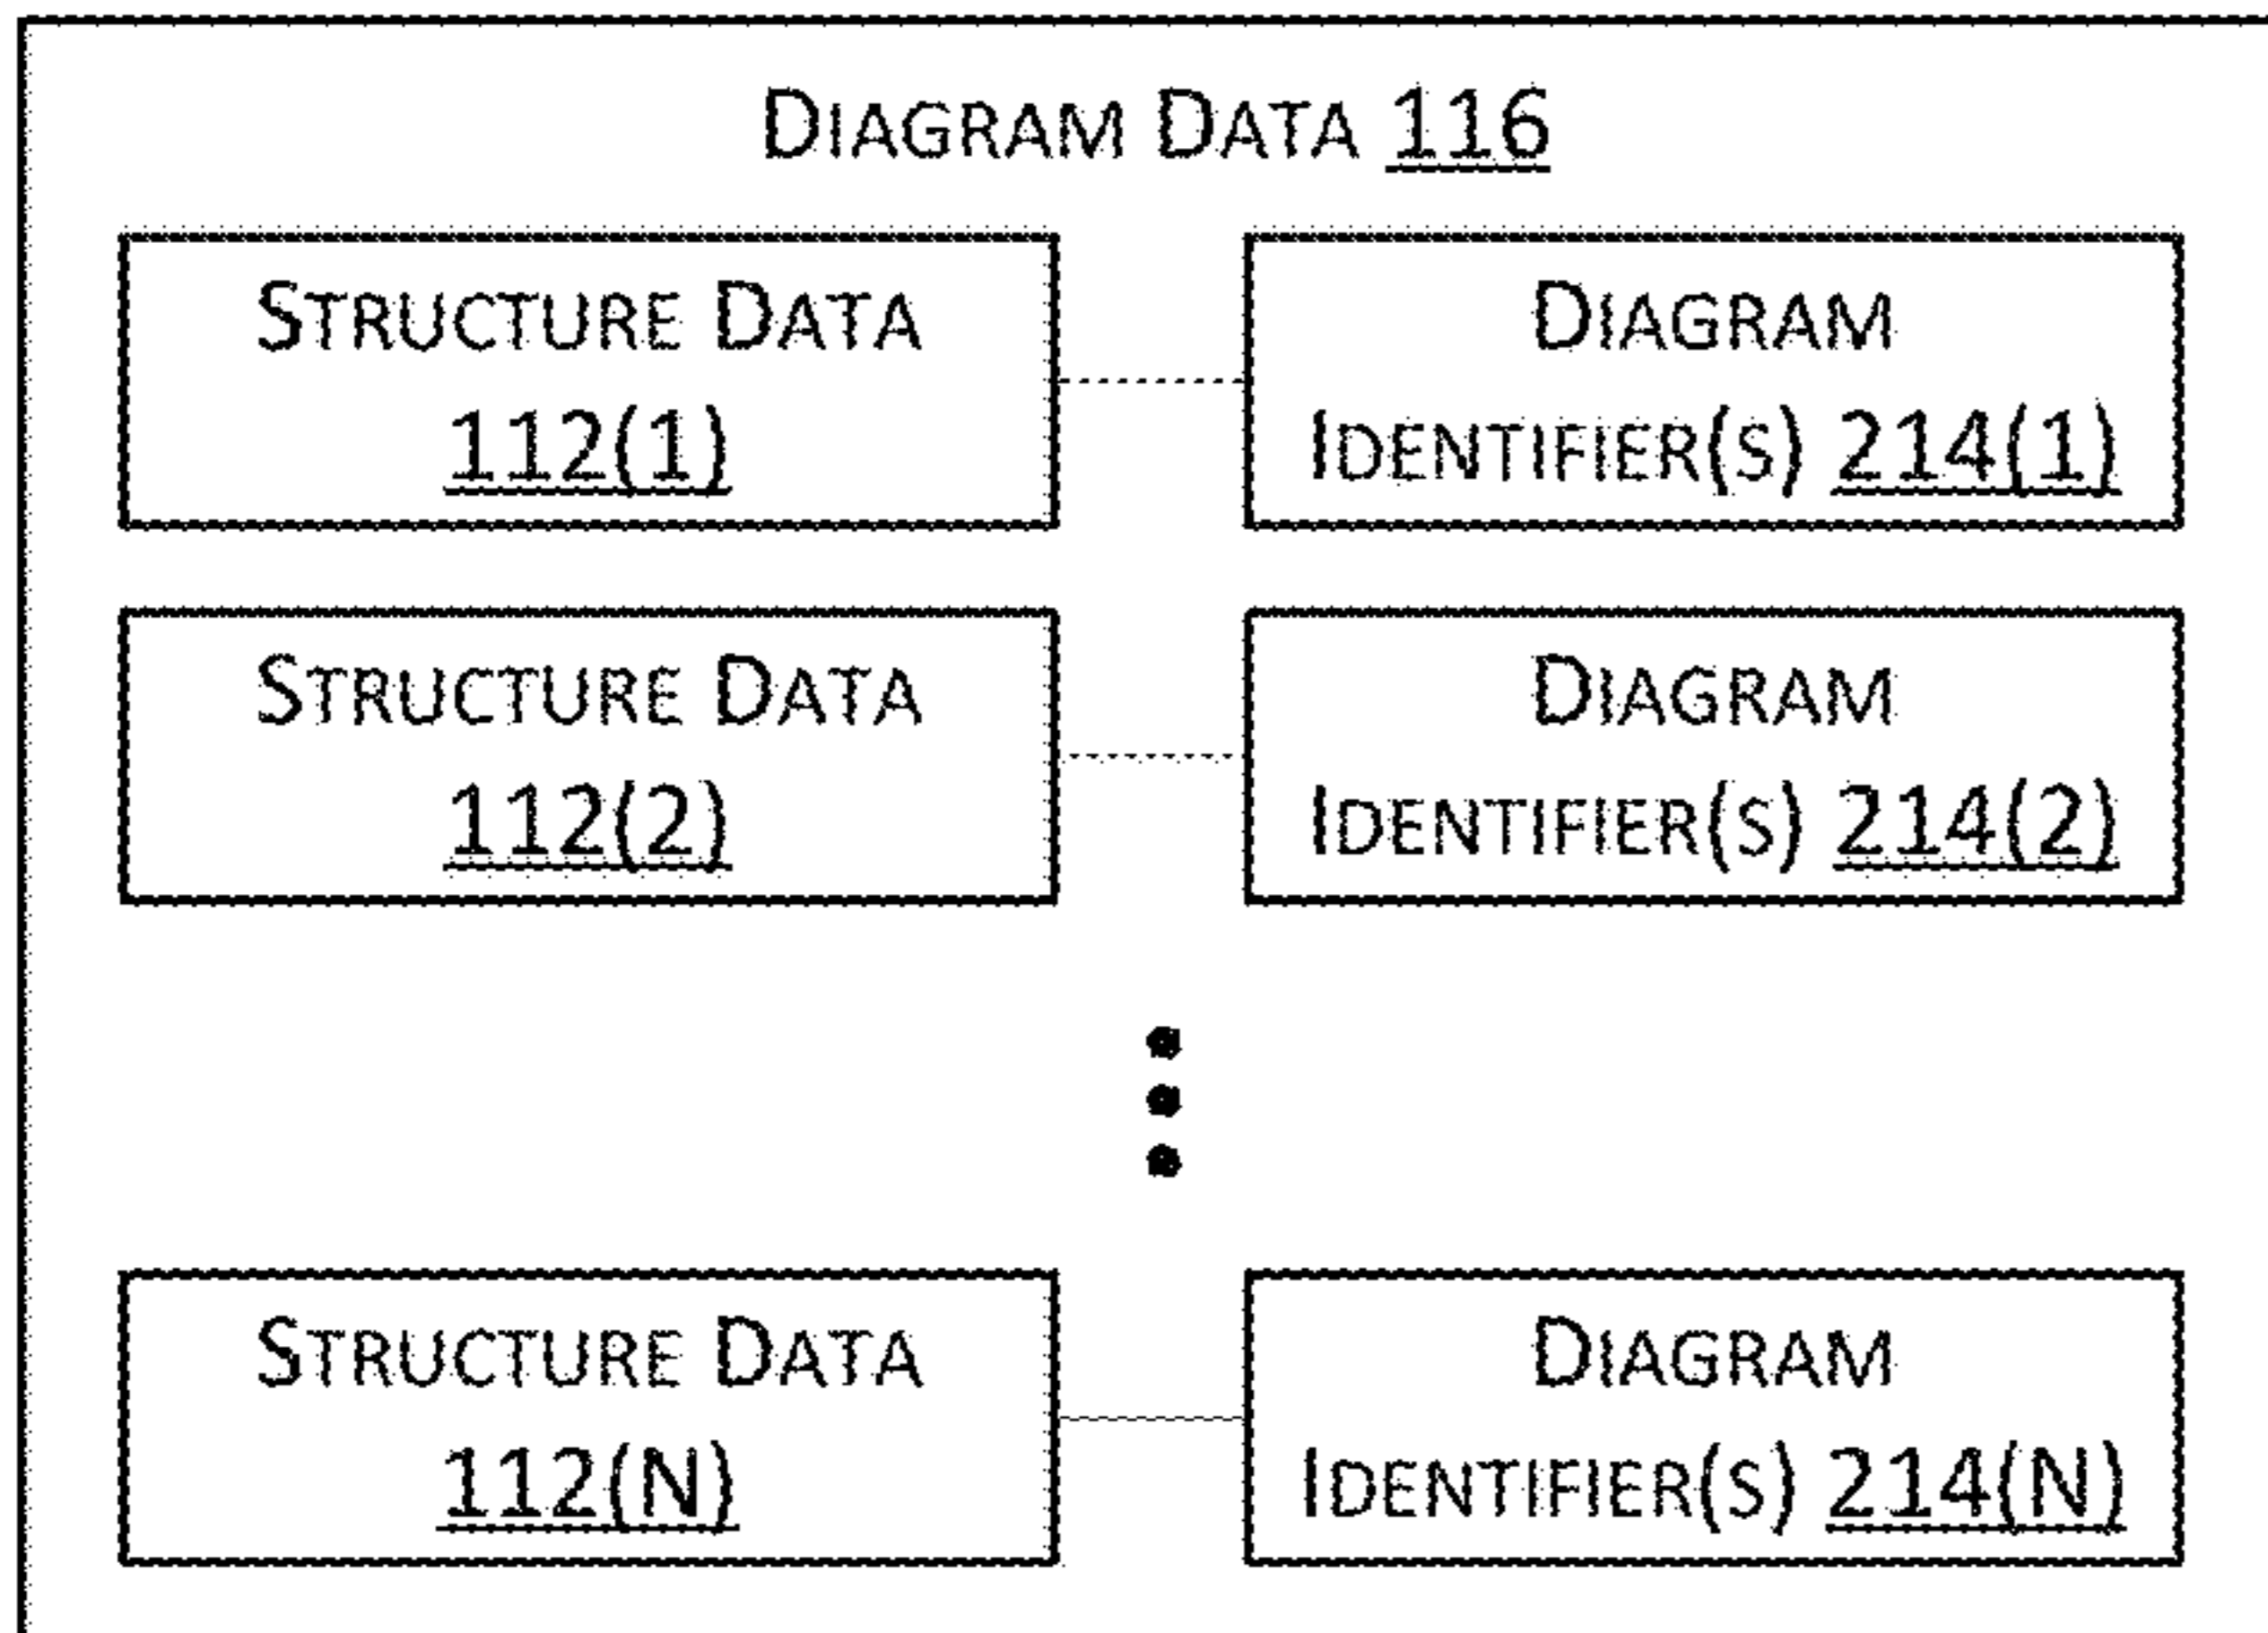 DIAGRAM DATA 116
STRUCTURE DATA
112(1)
DIAGRAM
IDENTIFIER(S) 214(1)
STRUCTURE DATA
112(2)
DIAGRAM
IDENTIFIER(S) 214(2)
STRUCTURE DATA
112(N)
DIAGRAM
IDENTIFIER(S) 214(N)